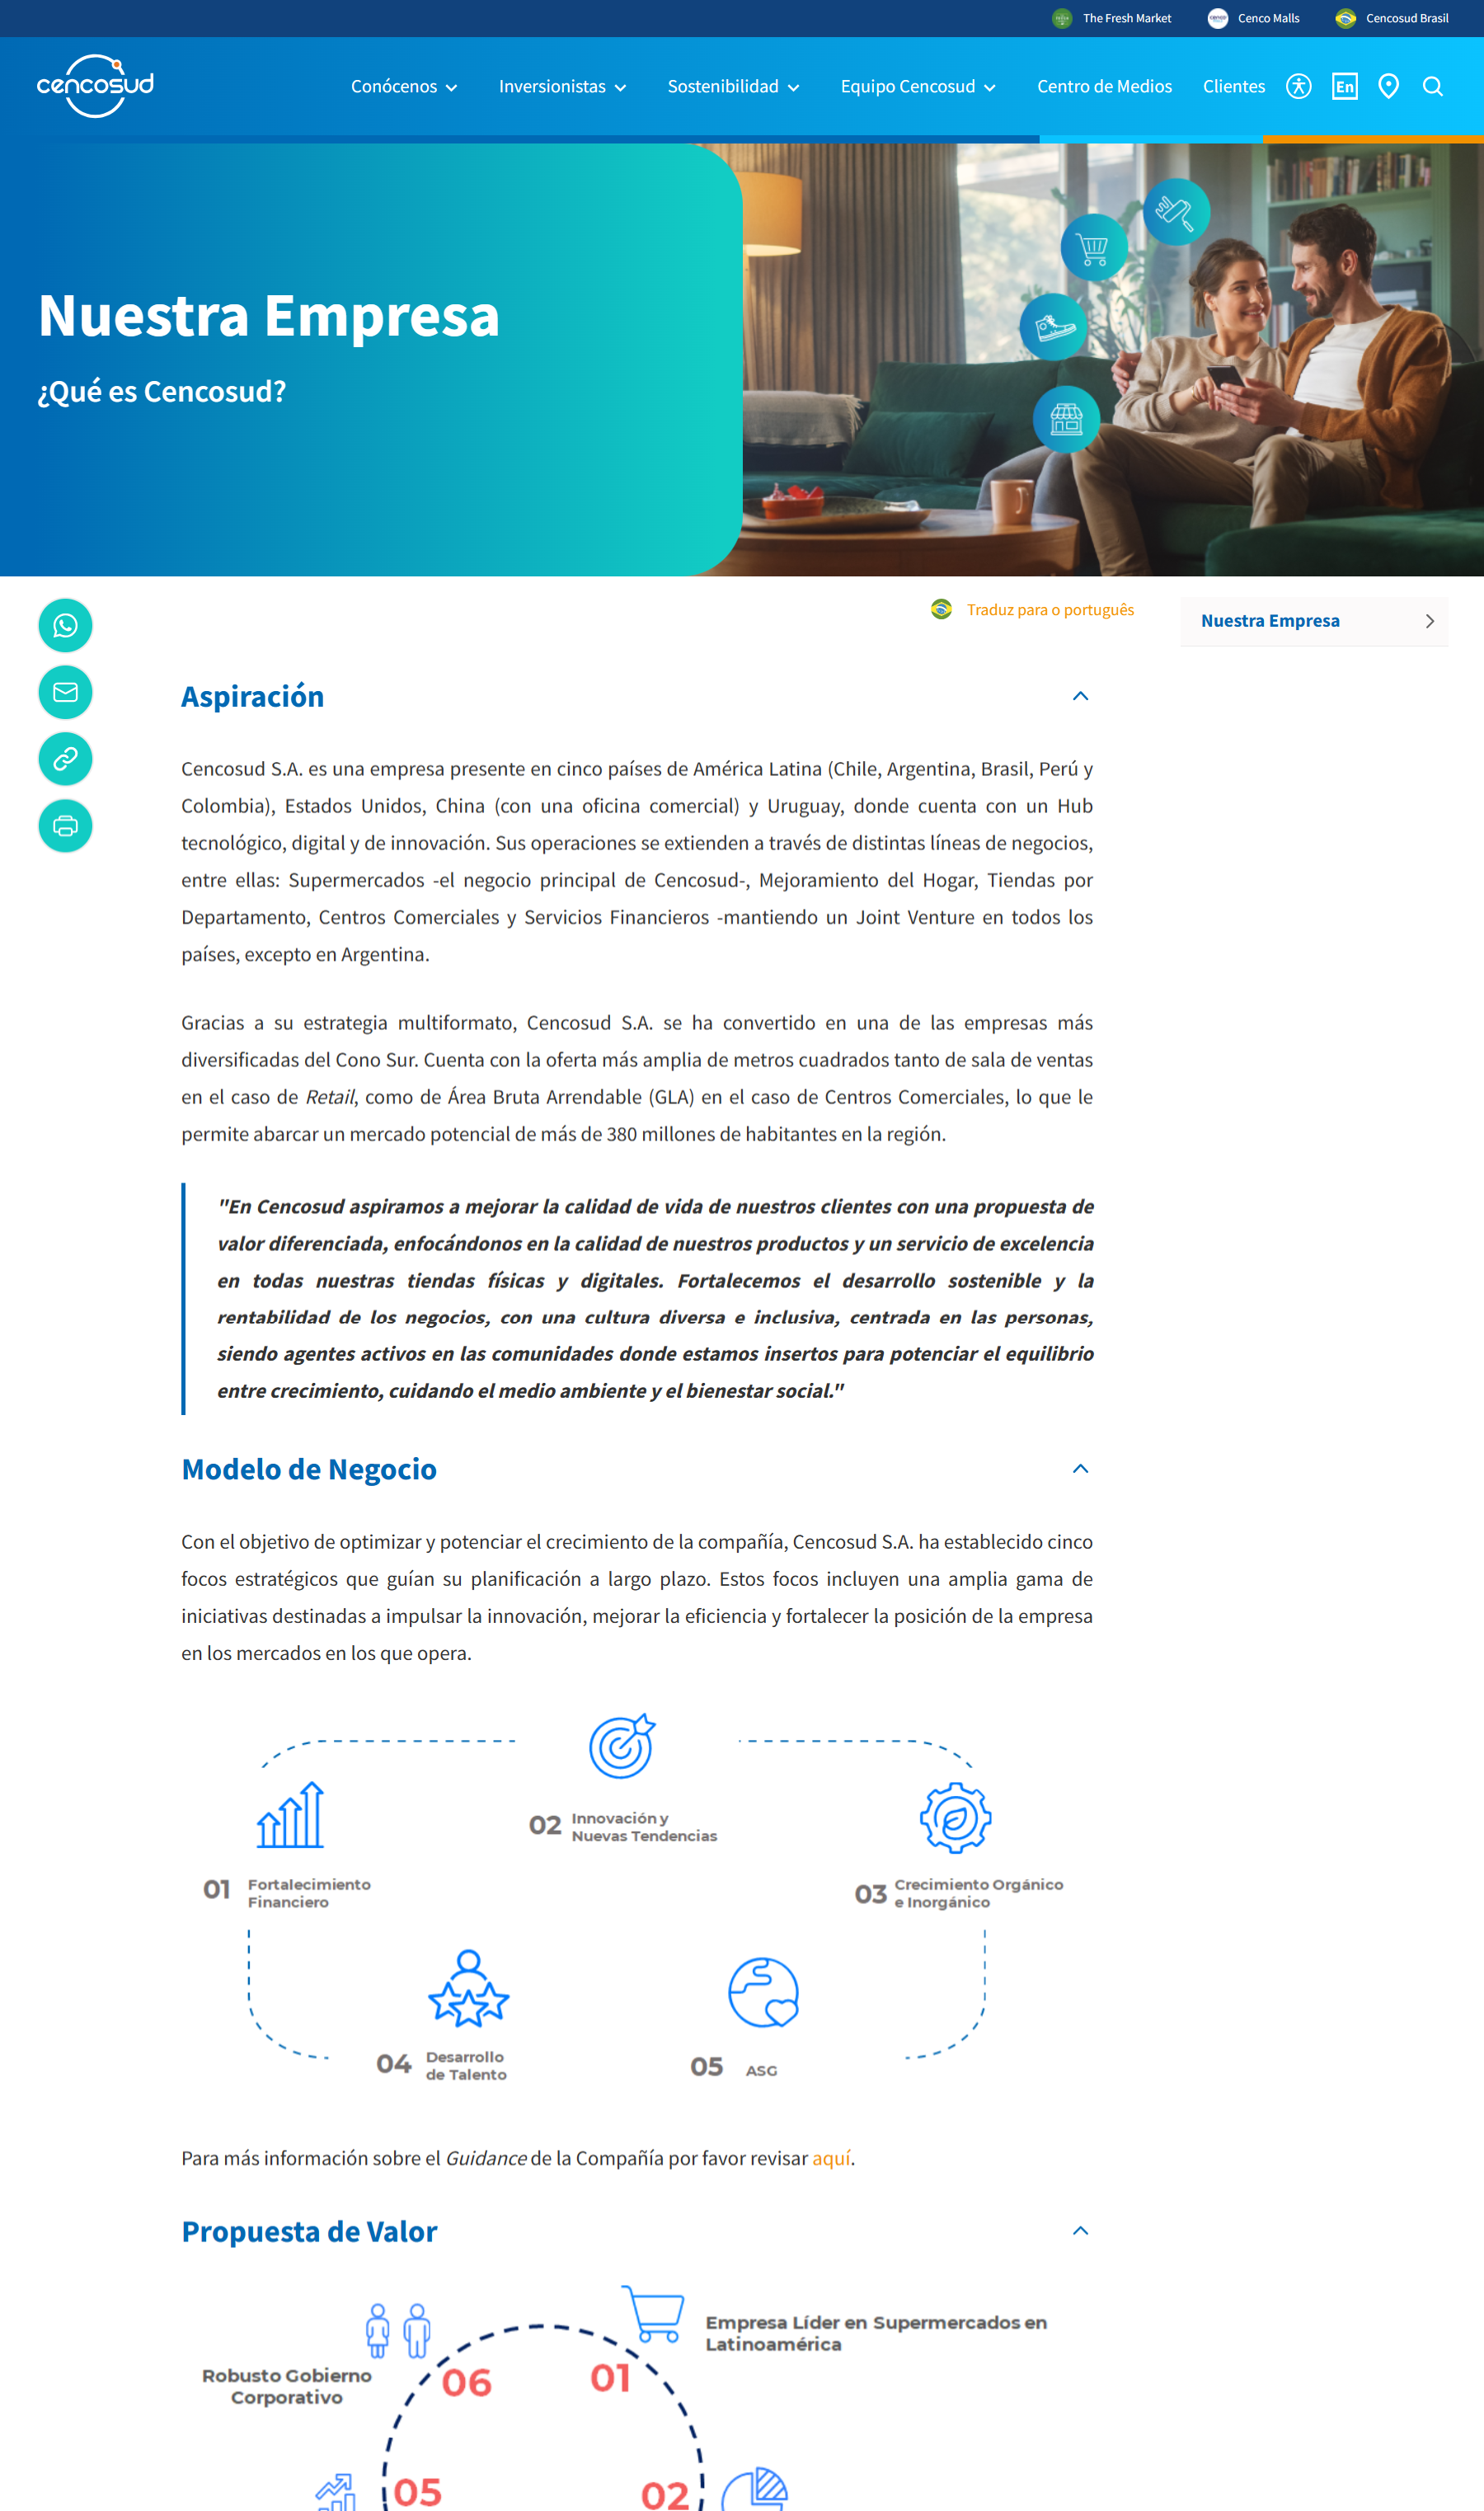 The Fresh Market
Cenco Malls
Cencosud Brasil
cencosud
Conócenos
Inversionistas
Sostenibilidad
Equipo Cencosud
Centro de Medios
Clientes
En
Nuestra Empresa
¿Qué es Cencosud?
Traduz para o português
Nuestra Empresa
Aspiración
Cencosud S.A. es una empresa presente en cinco países de América Latina (Chile, Argentina, Brasil, Perú y
Colombia), Estados Unidos, China (con una oficina comercial) y Uruguay, donde cuenta con un Hub
tecnológico, digital y de innovación. Sus operaciones se extienden a través de distintas líneas de negocios,
entre ellas: Supermercados -el negocio principal de Cencosud-, Mejoramiento del Hogar, Tiendas por
Departamento, Centros Comerciales y Servicios Financieros -mantiendo un Joint Venture en todos los
países, excepto en Argentina.
Gracias a su estrategia multiformato, Cencosud S.A. se ha convertido en una de las empresas más
diversificadas del Cono Sur. Cuenta con la oferta más amplia de metros cuadrados tanto de sala de ventas
en el caso de Retail, como de Área Bruta Arrendable (GLA) en el caso de Centros Comerciales, lo que le
permite abarcar un mercado potencial de más de 380 millones de habitantes en la región.
"En Cencosud aspiramos a mejorar la calidad de vida de nuestros clientes con una propuesta de
valor diferenciada, enfocándonos en la calidad de nuestros productos y un servicio de excelencia
en todas nuestras tiendas físicas y digitales. Fortalecemos el desarrollo sostenible y la
rentabilidad de los negocios, con una cultura diversa e inclusiva, centrada en las personas,
siendo agentes activos en las comunidades donde estamos insertos para potenciar el equilibrio
entre crecimiento, cuidando el medio ambiente y el bienestar social."
Modelo de Negocio
Con el objetivo de optimizar y potenciar el crecimiento de la compañía, Cencosud S.A. ha establecido cinco
focos estratégicos que guían su planificación a largo plazo. Estos focos incluyen una amplia gama de
iniciativas destinadas a impulsar la innovación, mejorar la eficiencia y fortalecer la posición de la empresa
en los mercados en los que opera.
01 Fortalecimiento
Financiero
02 Innovación y
Nuevas Tendencias
03 Crecimiento Orgánico
e Inorgánico
04 Desarrollo
de Talento
05 ASG
Para más información sobre el Guidance de la Compañía por favor revisar aquí.
Propuesta de Valor
Empresa Líder en Supermercados en
Latinoamérica
Robusto Gobierno
Corporativo
06
01
05
02